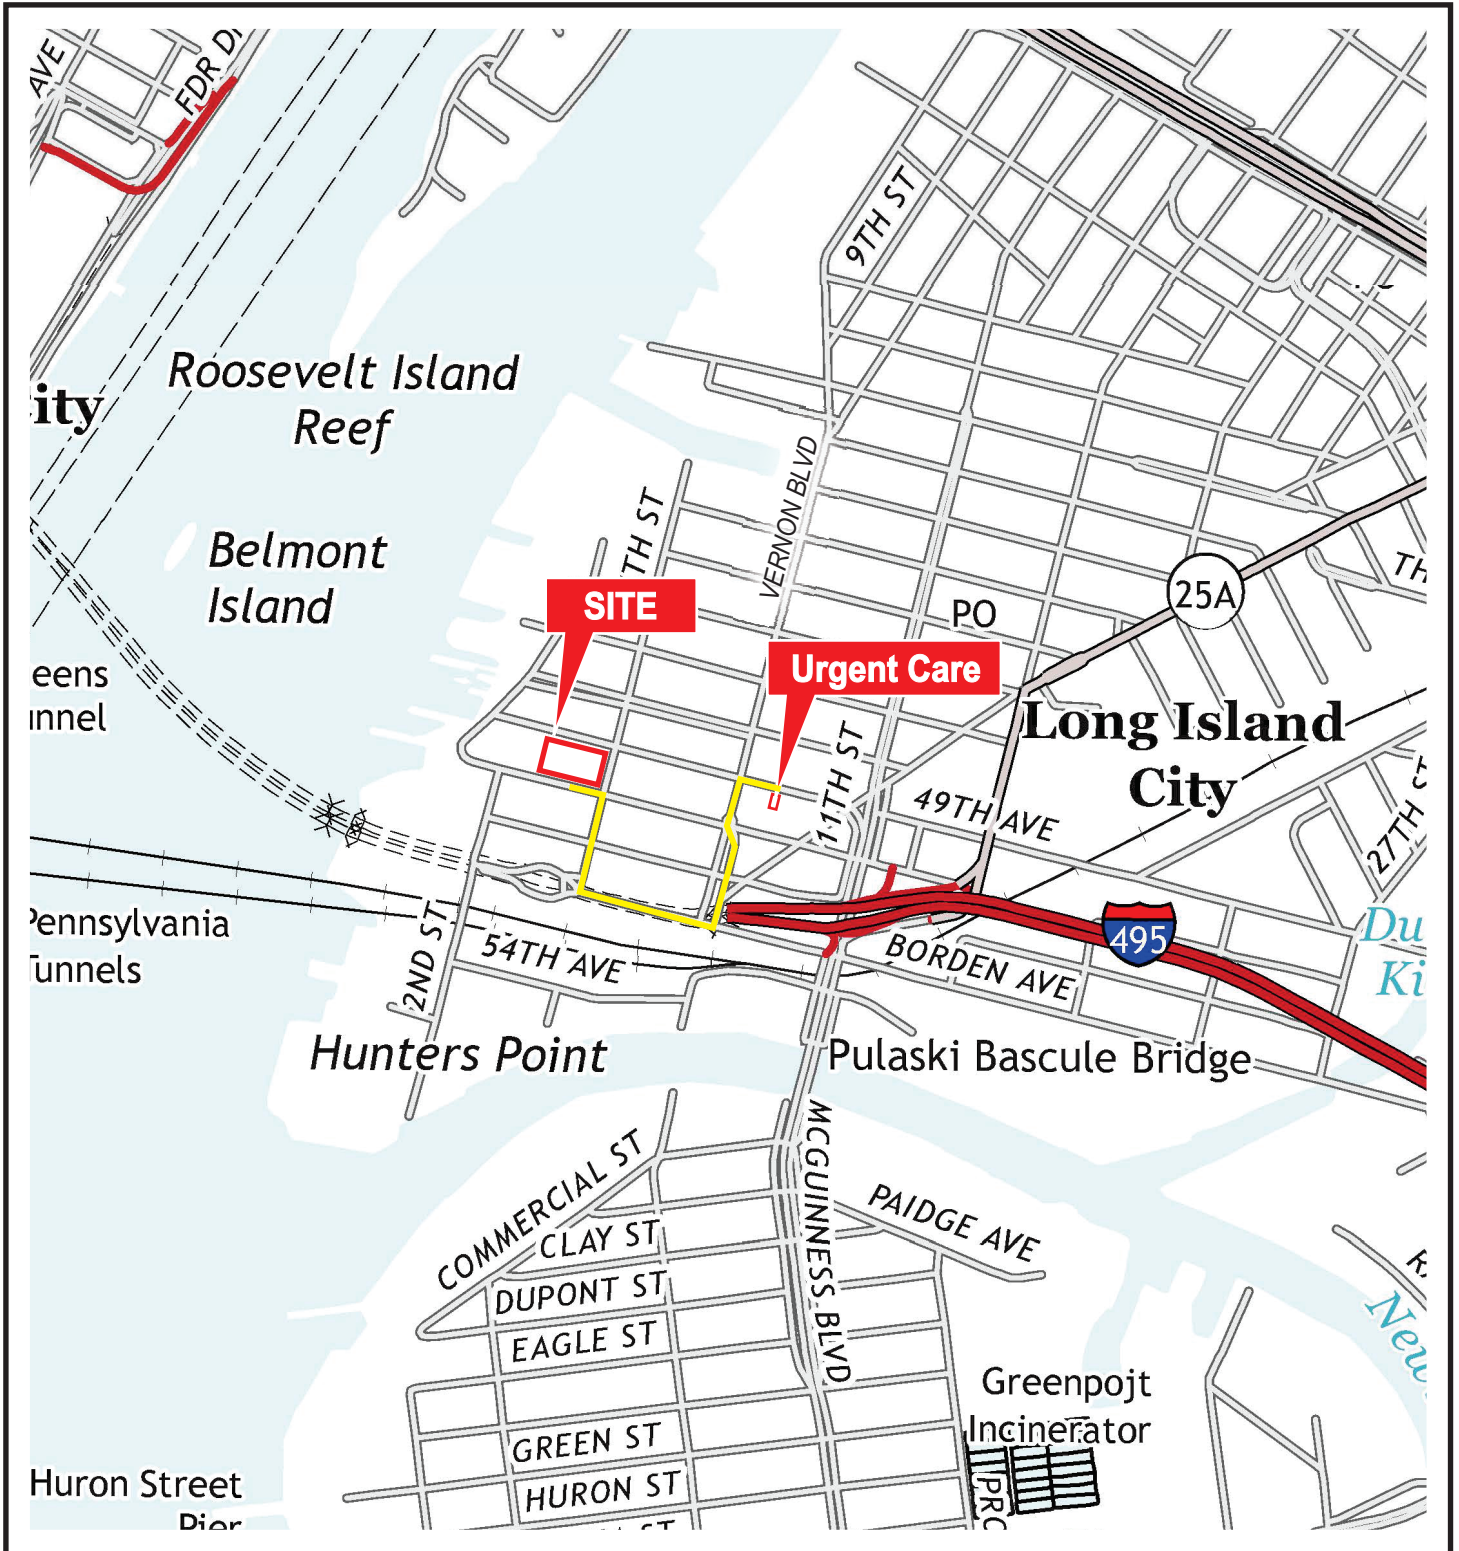 AVE
FDR D
9TH ST
Roosevelt Island
Reef
ity
VERNON BLVD
TH ST
Belmont
Island
TH
25A
SITE
PO
Urgent Care
eens
unnel
Long Island
City
11TH ST
49TH AVE
27TH S
Pennsylvania
Tunnels
2ND ST
54TH AVE
BORDEN AVE
495
Du
Ki
Hunters Point
Pulaski Bascule Bridge
MCGUINNESS BLVD
COMMERCIAL ST
PAIDGE AVE
CLAY ST
DUPONT ST
EAGLE ST
New
Greenpojt
Incinerator
GREEN ST
HURON ST
PRO
Huron Street
Pier
ST